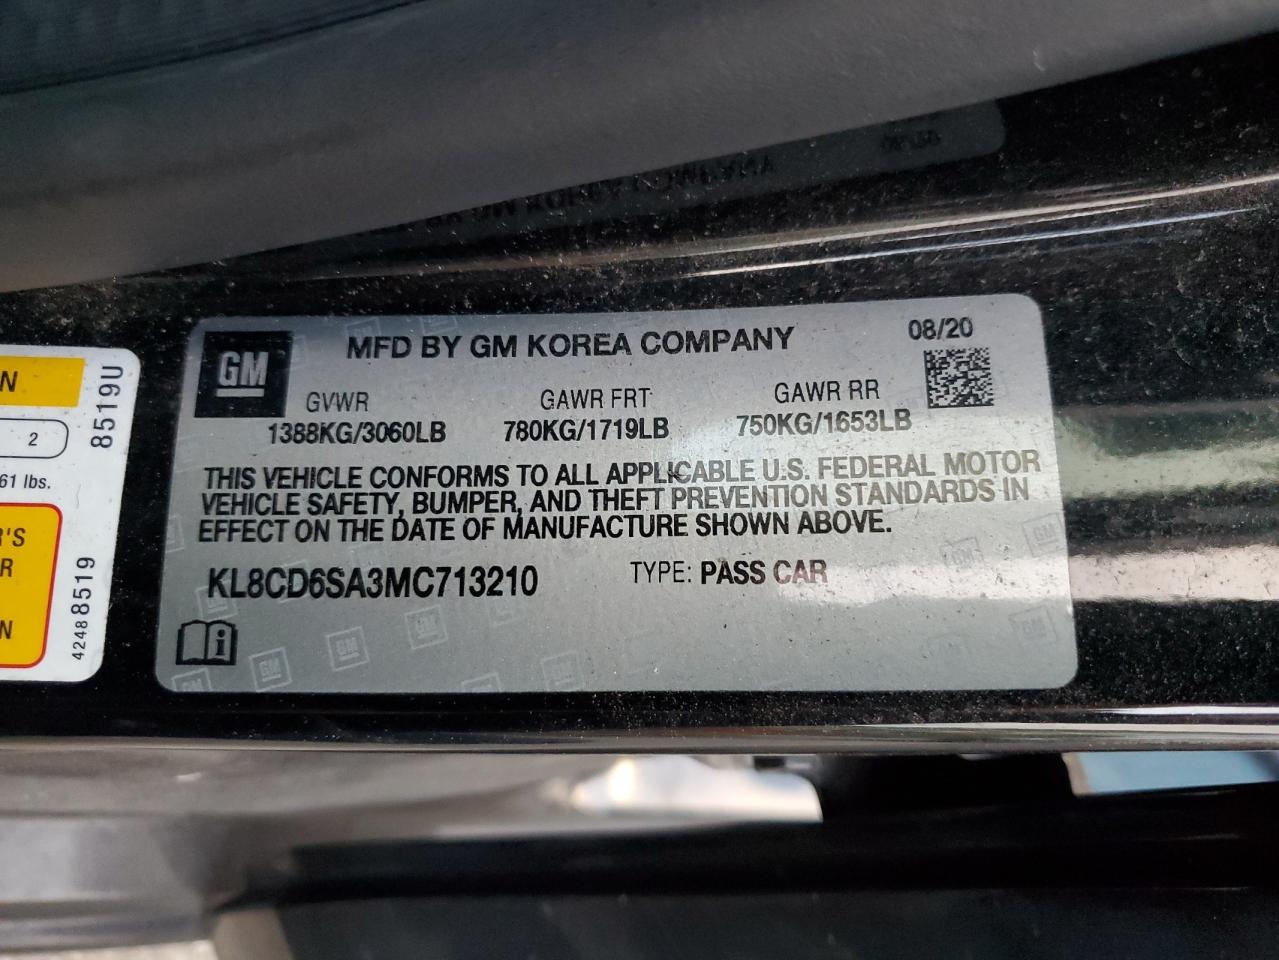 GM
MFD BY GM KOREA COMPANY
08/20
GVWR
GAWR FRT
GAWR RR
1388KG/3060LB
780KG/1719LB
750KG/1653LB
THIS VEHICLE CONFORMS TO ALL APPLICABLE U.S. FEDERAL MOTOR
VEHICLE SAFETY, BUMPER, AND THEFT PREVENTION STANDARDS IN
EFFECT ON THE DATE OF MANUFACTURE SHOWN ABOVE.
KL8CD6SA3MC713210
TYPE: PASS CAR
N
2
61 lbs.
R'S
R
N
8519U
42488519